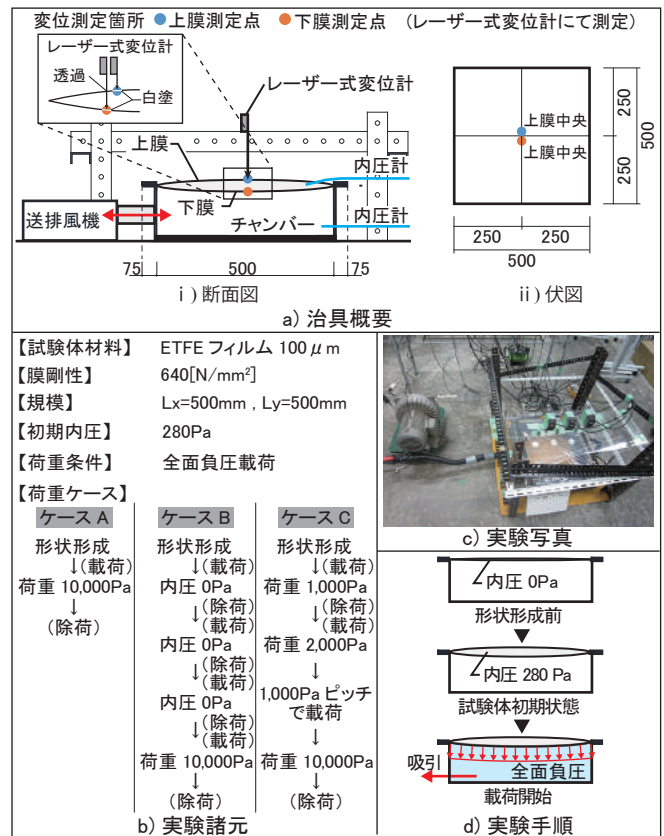 変位測定箇所 ●上膜測定点 ●下膜測定点 (レーザー式変位計にて測定)
レーザー式変位計
透過
白塗
レーザー式変位計
上膜
内圧計
下膜
送排風機
チャンバー
内圧計
75 500 75
i)断面図
上膜中央
上膜中央
250
250
500
250 250
500
ii)伏図
a)治具概要
【試験体材料】 ETFEフィルム 100μm
【膜剛性】 640[N/mm²]
【規模】 Lx=500mm , Ly=500mm
【初期内圧】 280Pa
【荷重条件】 全面負圧載荷
【荷重ケース】
ケースA
形状形成
↓(載荷)
荷重 10,000Pa
↓
(除荷)
ケースB
形状形成
↓(載荷)
内圧 0Pa
↓(除荷)
(載荷)
内圧 0Pa
↓(除荷)
(載荷)
内圧 0Pa
↓(除荷)
(載荷)
荷重 10,000Pa
↓
(除荷)
ケースC
形状形成
↓(載荷)
荷重 1,000Pa
↓(除荷)
(載荷)
荷重 2,000Pa
↓
1,000Pa ピッチ
で載荷
↓
荷重 10,000Pa
↓
(除荷)
b)実験諸元
c)実験写真
内圧 0Pa
形状形成前
内圧 280 Pa
試験体初期状態
吸引
全面負圧
載荷開始
d)実験手順